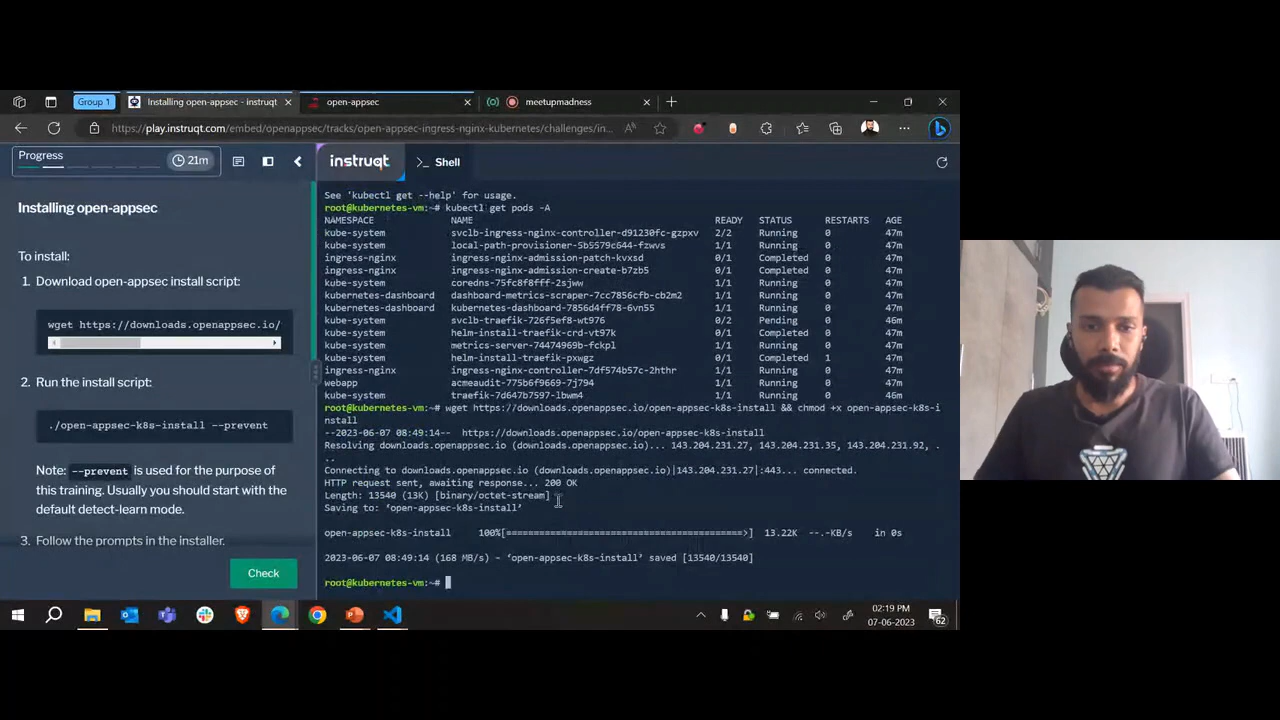 Group 1
Installing open-appsec - instruqt
open-appsec
meetupmadness
https://play.instruqt.com/embed/openappsec/tracks/open-appsec-ingress-nginx-kubernetes/challenges/in...
Progress
21m
instruqt
>_ Shell
Installing open-appsec
To install:
1. Download open-appsec install script:
wget https://downloads.openappsec.io/
2. Run the install script:
./open-appsec-k8s-install --prevent
Note: --prevent is used for the purpose of
this training. Usually you should start with the
default detect-learn mode.
3. Follow the prompts in the installer.
Check
See 'kubectl get --help' for usage.
root@kubernetes-vm:~# kubectl get pods -A
NAMESPACE NAME READY STATUS RESTARTS AGE
kube-system svclb-ingress-nginx-controller-d91230fc-gzpxv 2/2 Running 0 47m
kube-system local-path-provisioner-5b5579c644-fzwvs 1/1 Running 0 47m
ingress-nginx ingress-nginx-admission-patch-kvxsd 0/1 Completed 0 47m
ingress-nginx ingress-nginx-admission-create-b7zb5 0/1 Completed 0 47m
kube-system coredns-75fc8f8fff-2sjww 1/1 Running 0 47m
kubernetes-dashboard dashboard-metrics-scraper-7cc7856cfb-cb2m2 1/1 Running 0 47m
kubernetes-dashboard kubernetes-dashboard-7856d4ff78-6vn55 1/1 Running 0 47m
kube-system svclb-traefik-726f5ef8-wt976 0/2 Pending 0 46m
kube-system helm-install-traefik-crd-vt97k 0/1 Completed 0 47m
kube-system metrics-server-74474969b-fckpl 1/1 Running 0 47m
kube-system helm-install-traefik-pxwgz 0/1 Completed 1 47m
ingress-nginx ingress-nginx-controller-7df574b57c-2hthr 1/1 Running 0 47m
webapp acmeaudit-775b6f9669-7j794 1/1 Running 0 47m
kube-system traefik-7d647b7597-lbwm4 1/1 Running 0 46m
root@kubernetes-vm:~# wget https://downloads.openappsec.io/open-appsec-k8s-install && chmod +x open-appsec-k8s-i
nstall
--2023-06-07 08:49:14-- https://downloads.openappsec.io/open-appsec-k8s-install
Resolving downloads.openappsec.io (downloads.openappsec.io)... 143.204.231.27, 143.204.231.35, 143.204.231.92, .
..
Connecting to downloads.openappsec.io (downloads.openappsec.io)|143.204.231.27|:443... connected.
HTTP request sent, awaiting response... 200 OK
Length: 13540 (13K) [binary/octet-stream]
Saving to: ‘open-appsec-k8s-install’
open-appsec-k8s-install 100%[===========================================>] 13.22K --.-KB/s in 0s
2023-06-07 08:49:14 (168 MB/s) - ‘open-appsec-k8s-install’ saved [13540/13540]
root@kubernetes-vm:~#
02:19 PM
07-06-2023
62